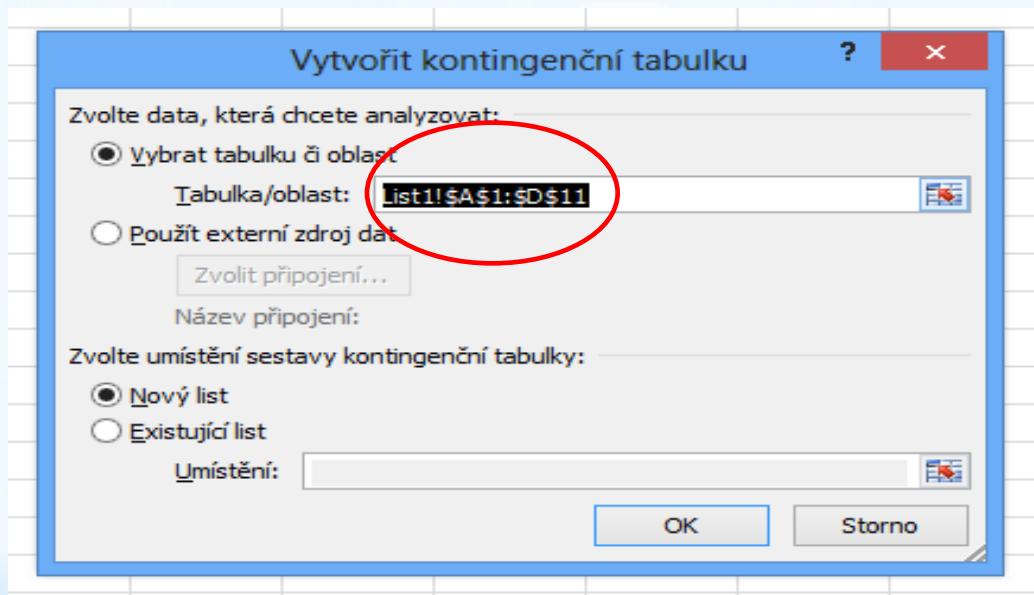 Vytvořit kontingenční tabulku ? ×
Zvolte data, která chcete analyzovat:
Vybrat tabulku či oblast
Tabulka/oblast: List1!$A$1:$D$11
Použít externí zdroj dat
Zvolit připojení...
Název připojení:
Zvolte umístění sestavy kontingenční tabulky:
Nový list
Existující list
Umístění:
OK Storno